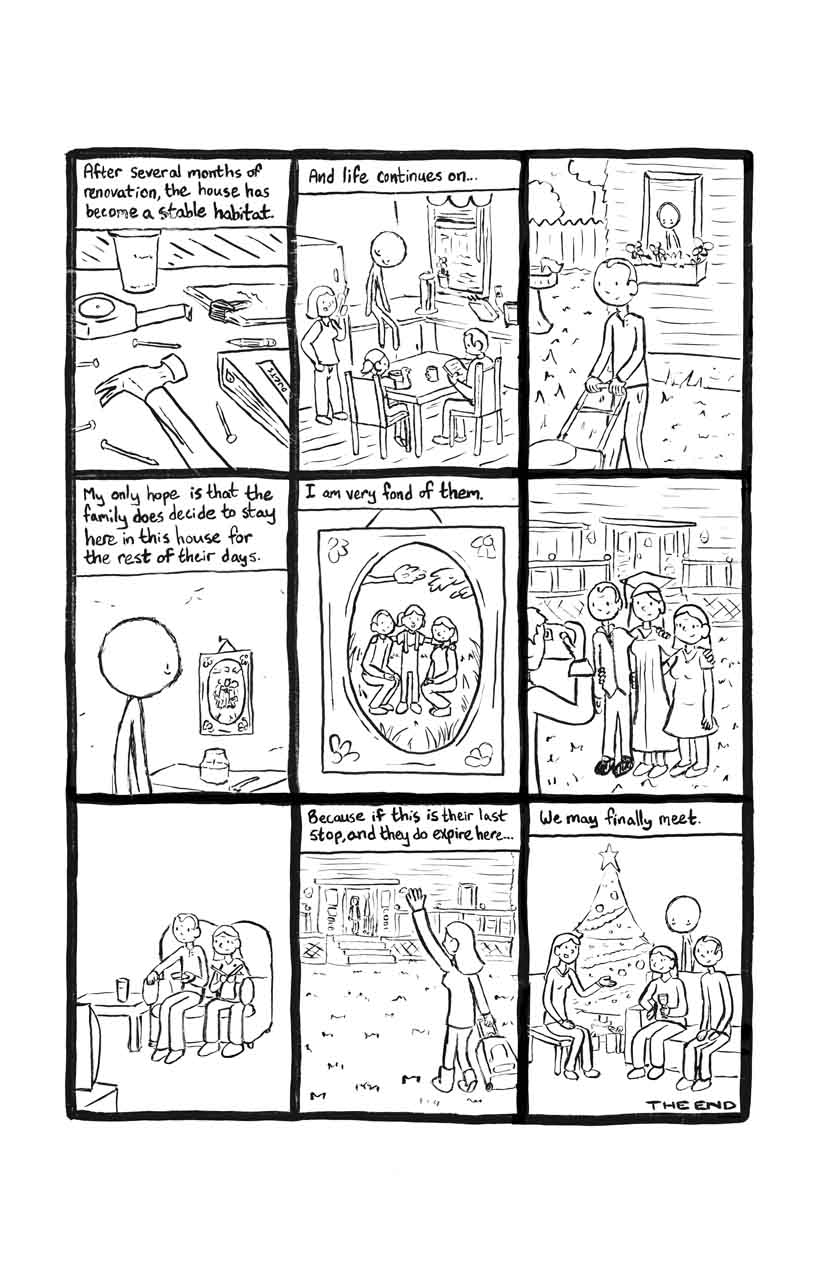 After several months of
renovation, the house has
become a stable habitat.
And life continues on...
DUCTS
My only hope is that the
family does decide to stay
here in this house for
the rest of their days.
I am very fond of them.
Because if this is their last
stop, and they do expire here...
We may finally meet.
THE END